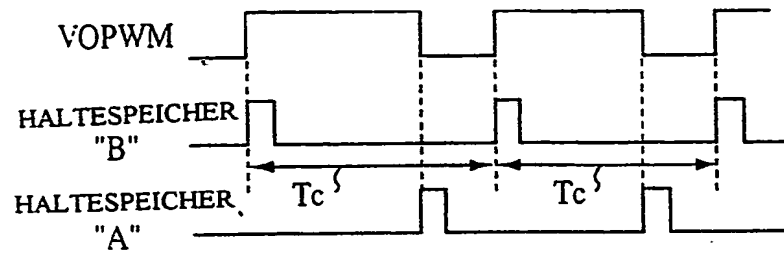 VOPWM
HALTESPEICHER
"B"
Tc
Tc
HALTESPEICHER
"A"